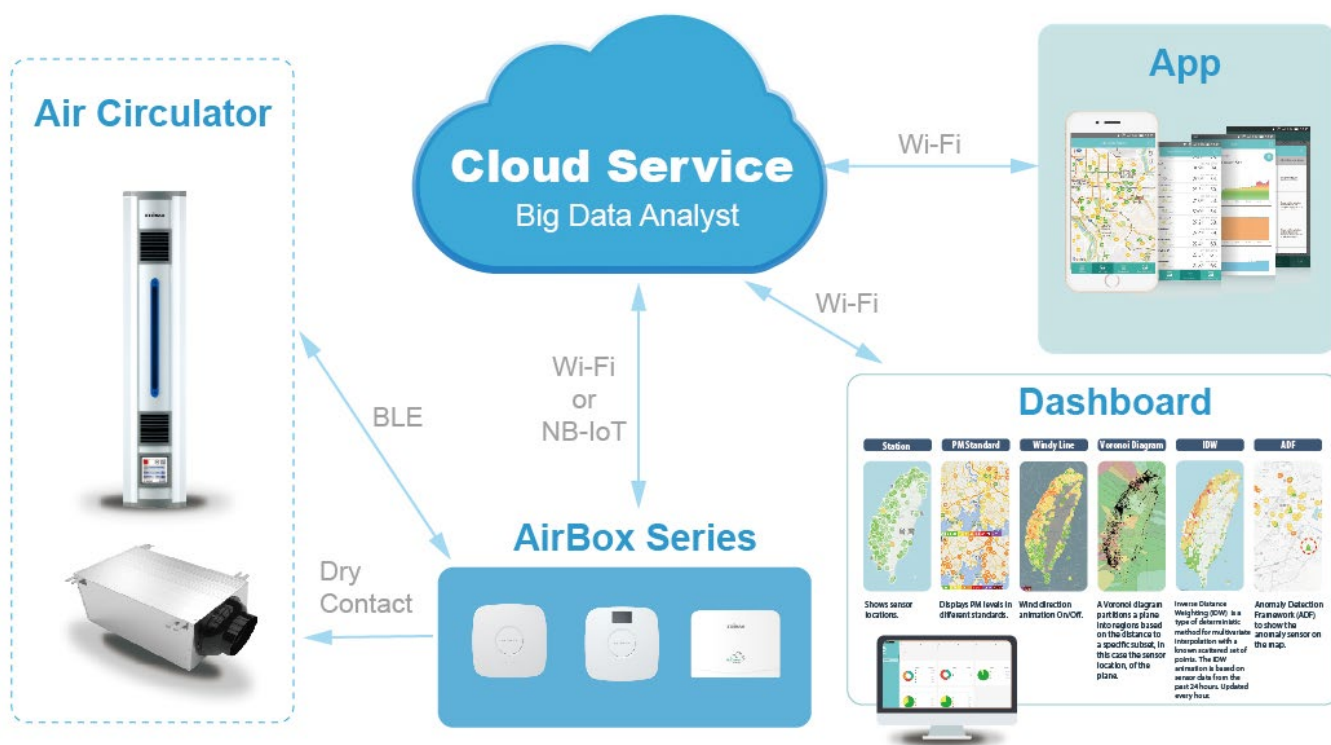 Air Circulator
Cloud Service
Big Data Analyst
App
Wi-Fi
Wi-Fi
Wi-Fi
or
NB-IoT
BLE
Dry
Contact
AirBox Series
EDIMAX
Dashboard
Station
Shows sensor
locations.
PM Standard
Displays PM levels in
different standards.
Windy Line
Wind direction
animation On/Off.
Voronoi Diagram
A Voronoi diagram
partitions a plane
into regions based
on the distance to
a specific subset, in
this case the sensor
location, of the
plane.
IDW
Inverse Distance
Weighting (IDW) is a
type of deterministic
method for multivariate
interpolation with a
known scattered set of
points. The IDW
animation is based on
sensor data from the
past 24 hours. Updated
every hour.
ADF
Anomaly Detection
Framework (ADF)
to show the
anomaly sensor on
the map.